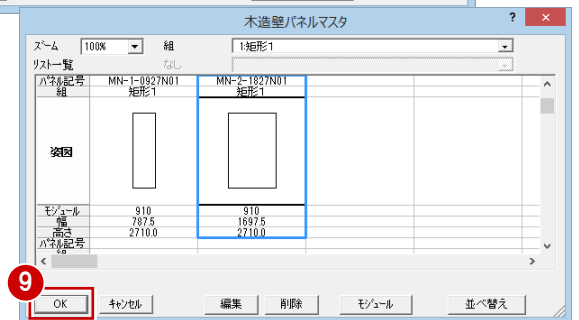 木造壁パネルマスタ ? ×
ズーム 100% 組 1:矩形1
リスト一覧 なし
パネル記号 MN-1-0927N01 MN-2-1827N01
組 矩形1 矩形1
姿図
モジュール 910 910
幅 787.5 1697.5
高さ 2710.0 2710.0
パネル記号
組
9
OK キャンセル 編集 削除 モジュール 並べ替え